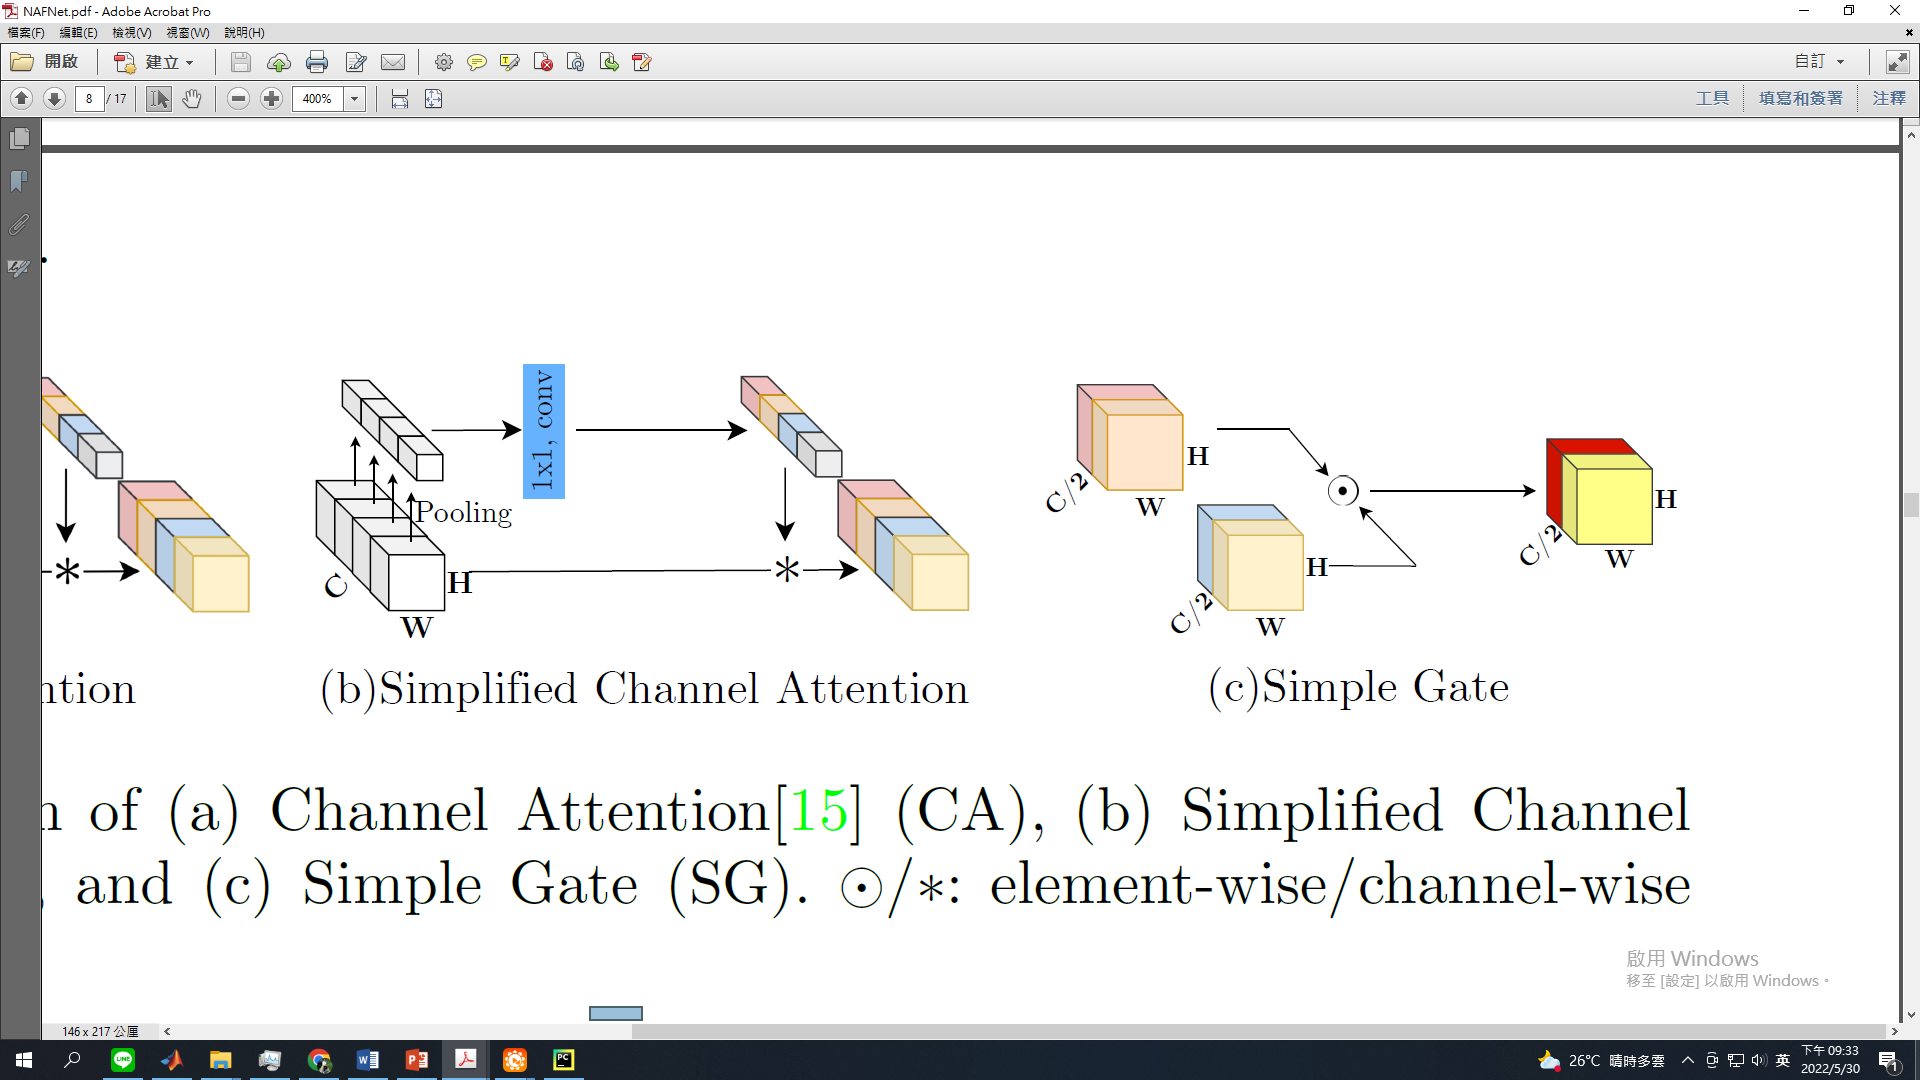 NAFNet.pdf - Adobe Acrobat Pro
檔案(F) 編輯(E) 檢視(V) 視窗(W) 說明(H)
開啟 建立 自訂
8 / 17 400% 工具 填寫和簽署 注釋
.
1x1, conv
Pooling
C
H
W
*
*
H
C/2
W
H
C/2
W
H
C/2
W
ntion
(b)Simplified Channel Attention
(c)Simple Gate
n of (a) Channel Attention[15] (CA), (b) Simplified Channel
, and (c) Simple Gate (SG). ⊙/∗: element-wise/channel-wise
啟用 Windows
移至 [設定] 以啟用 Windows。
146 x 217 公厘
LINE
PC
26°C 晴時多雲
英
下午 09:33
2022/5/30
1